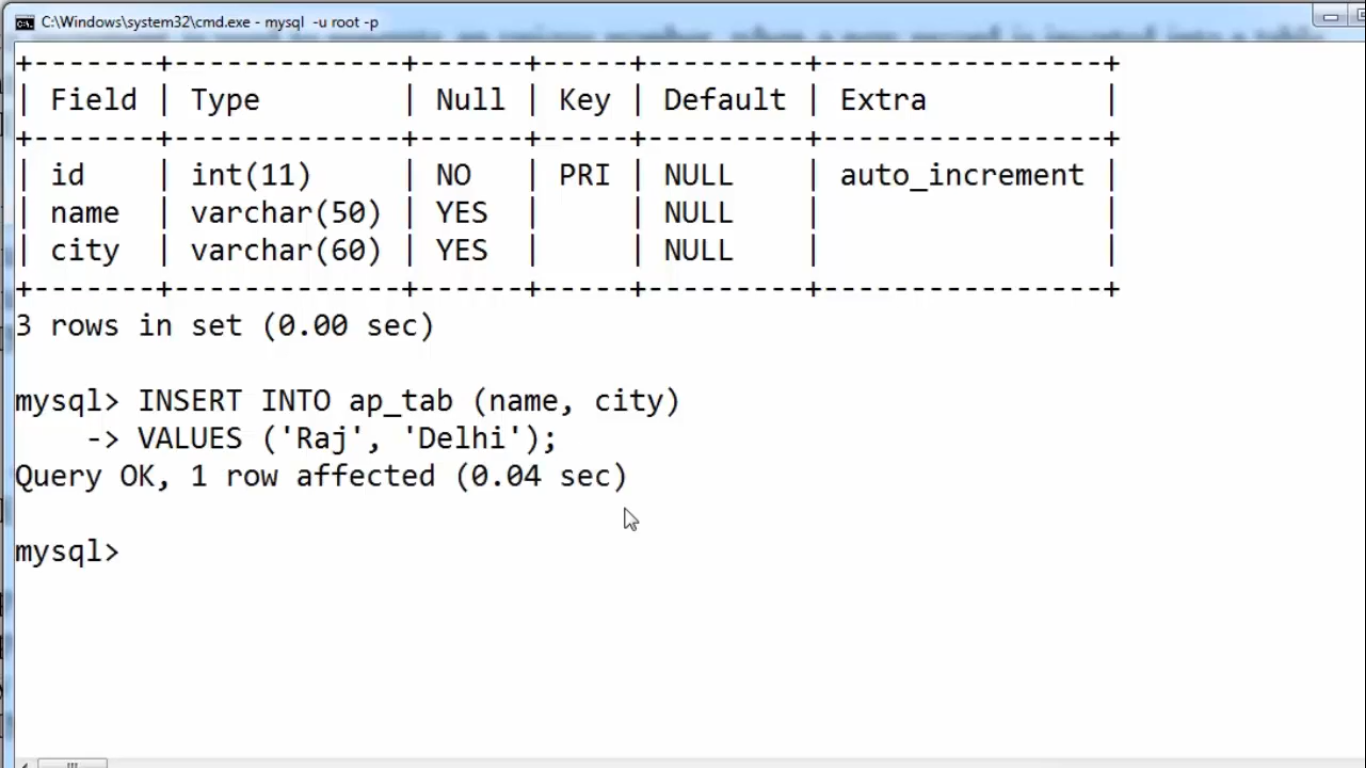 C:\Windows\system32\cmd.exe - mysql -u root -p
+-------+-------------+------+-----+---------+----------------+
| Field | Type        | Null | Key | Default | Extra          |
+-------+-------------+------+-----+---------+----------------+
| id    | int(11)     | NO   | PRI | NULL    | auto_increment |
| name  | varchar(50) | YES  |     | NULL    |                |
| city  | varchar(60) | YES  |     | NULL    |                |
+-------+-------------+------+-----+---------+----------------+
3 rows in set (0.00 sec)
mysql> INSERT INTO ap_tab (name, city)
    -> VALUES ('Raj', 'Delhi');
Query OK, 1 row affected (0.04 sec)
mysql>